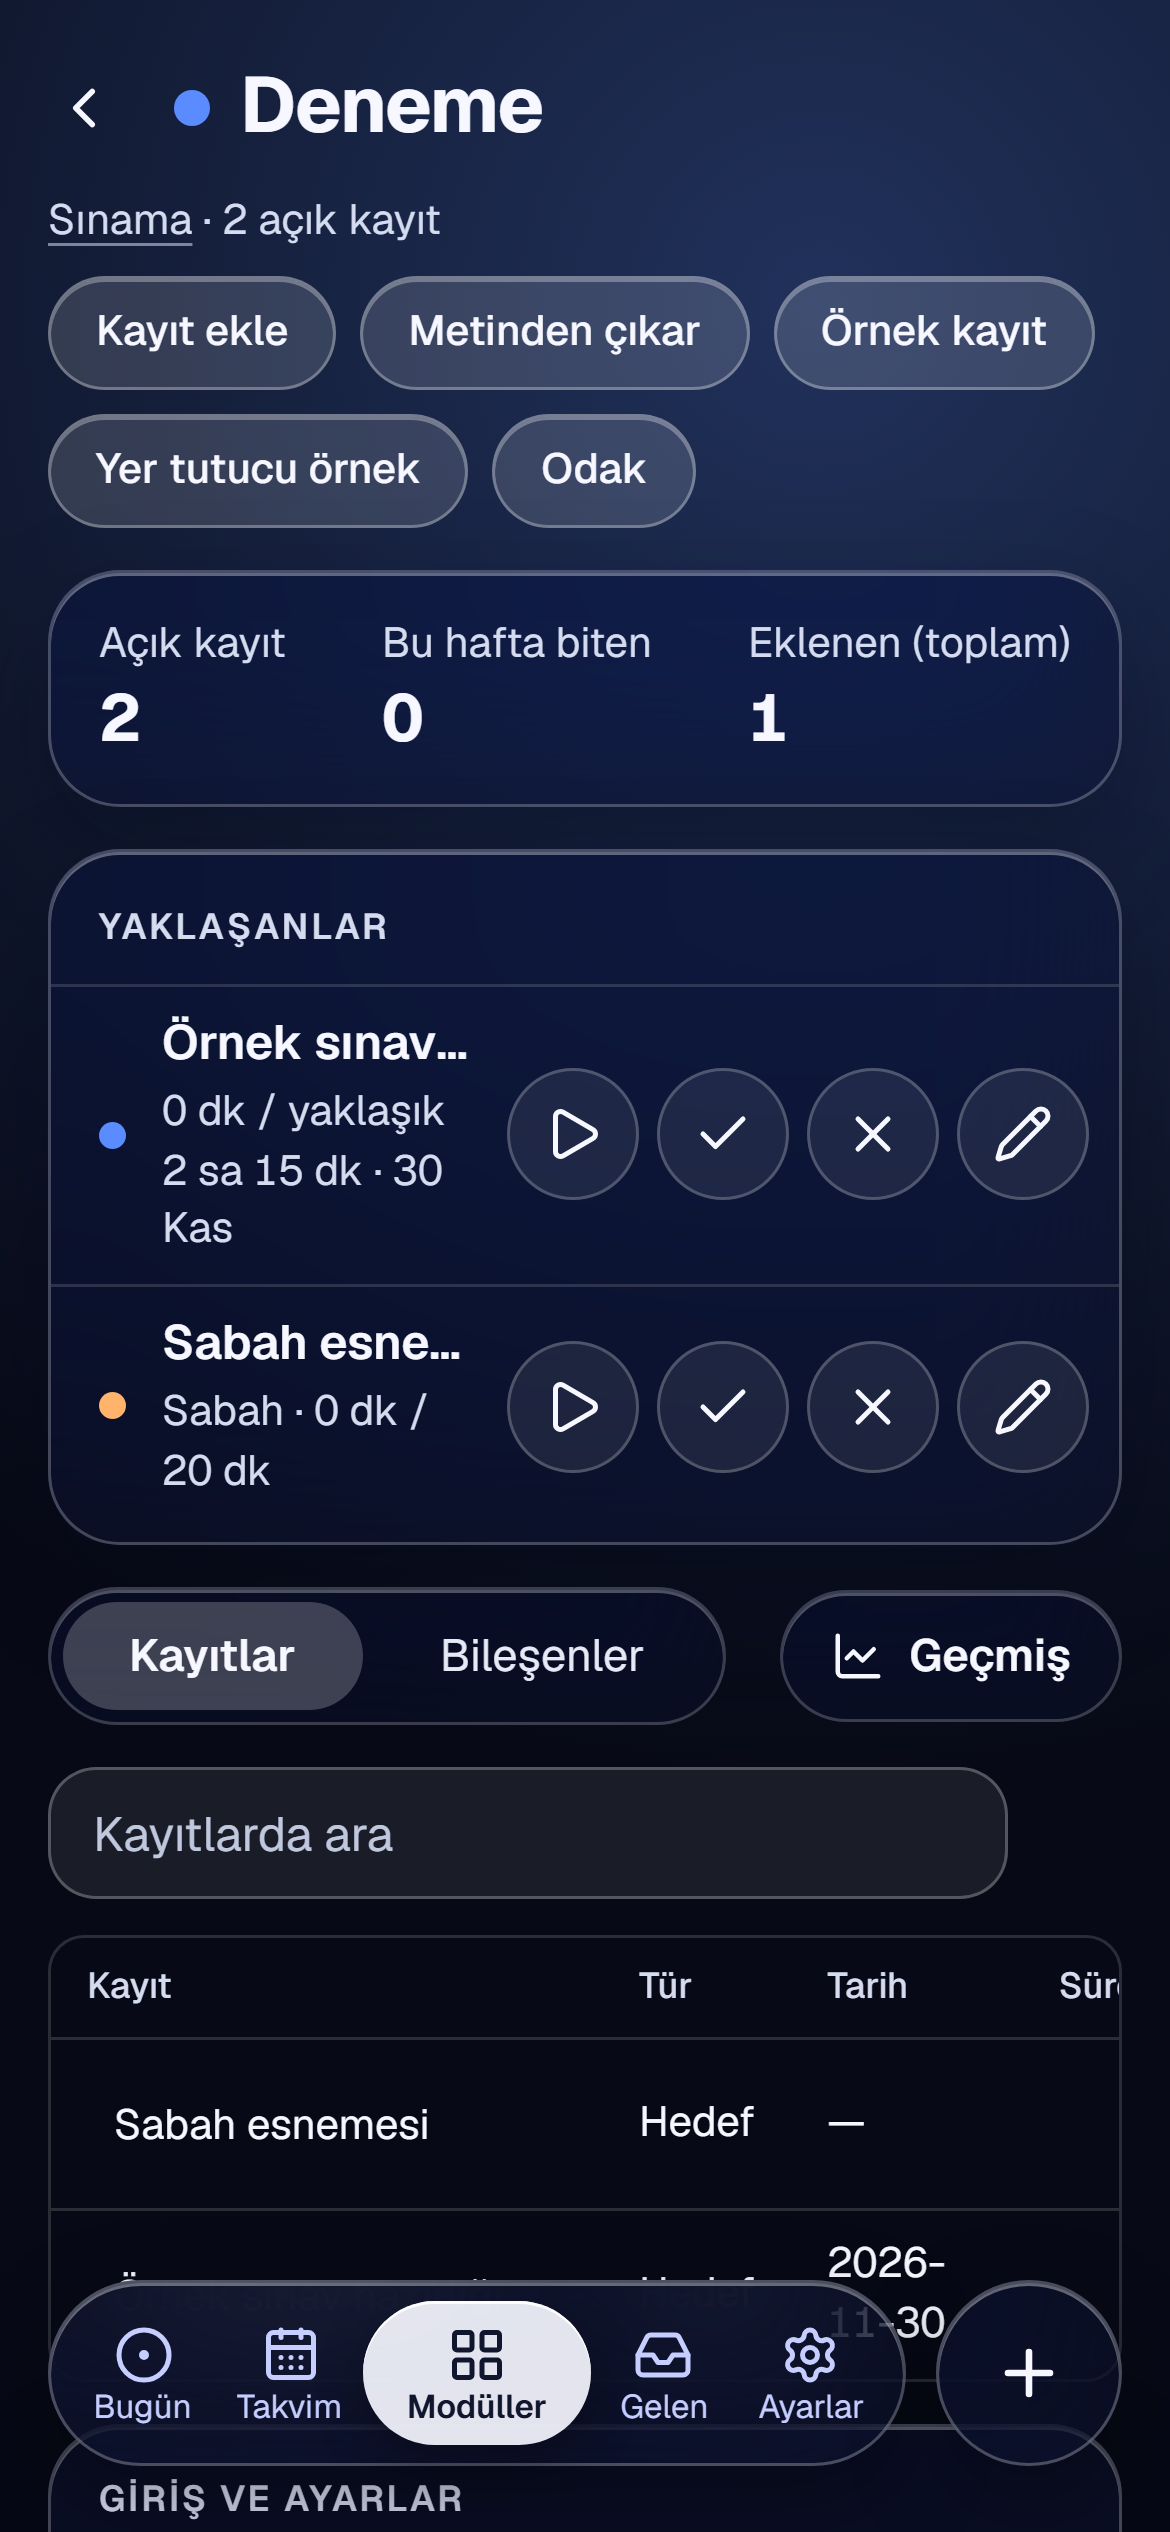 Deneme
Sınama · 2 açık kayıt
Kayıt ekle
Metinden çıkar
Örnek kayıt
Yer tutucu örnek
Odak
Açık kayıt
Bu hafta biten
Eklenen (toplam)
2
0
1
YAKLAŞANLAR
Örnek sınav...
0 dk / yaklaşık
2 sa 15 dk · 30
Kas
Sabah esne...
Sabah · 0 dk /
20 dk
Kayıtlar
Bileşenler
Geçmiş
Kayıtlarda ara
Kayıt
Tür
Tarih
Sabah esnemesi
Hedef
—
Hedef
2026-
11-30
Bugün
Takvim
Modüller
Gelen
Ayarlar
GİRİŞ VE AYARLAR